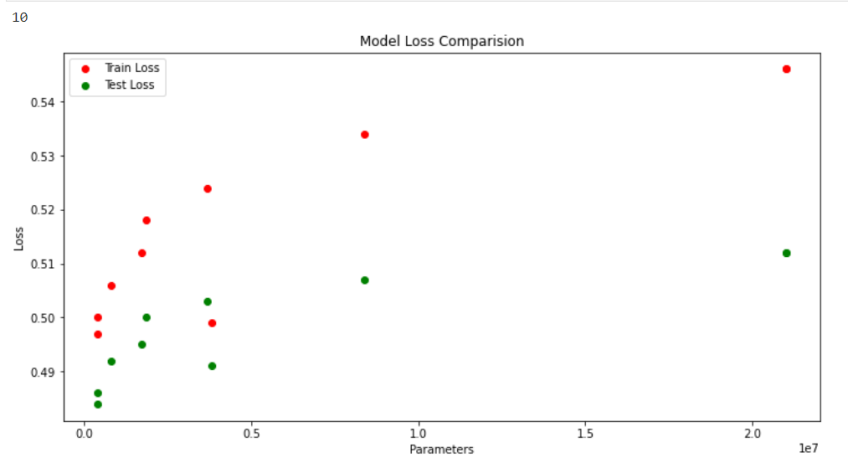 10
Model Loss Comparision
Train Loss
Test Loss
0.54
0.53
0.52
0.51
0.50
0.49
Loss
0.0
0.5
1.0
1.5
2.0
1e7
Parameters